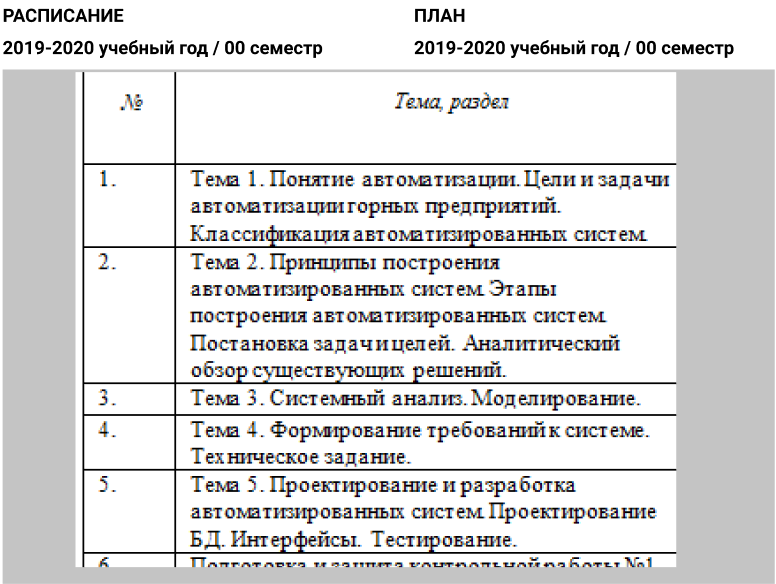 РАСПИСАНИЕ
2019-2020 учебный год / 00 семестр
ПЛАН
2019-2020 учебный год / 00 семестр
№ Тема, раздел
1. Тема 1. Понятие автоматизации. Цели и задачи
автоматизации горных предприятий.
Классификация автоматизированных систем.
2. Тема 2. Принципы построения
автоматизированных систем. Этапы
построения автоматизированных систем.
Постановка задач и целей. Аналитический
обзор существующих решений.
3. Тема 3. Системный анализ. Моделирование.
4. Тема 4. Формирование требований к системе.
Техническое задание.
5. Тема 5. Проектирование и разработка
автоматизированных систем. Проектирование
БД. Интерфейсы. Тестирование.
6. Подготовка и защита контрольной работы №1